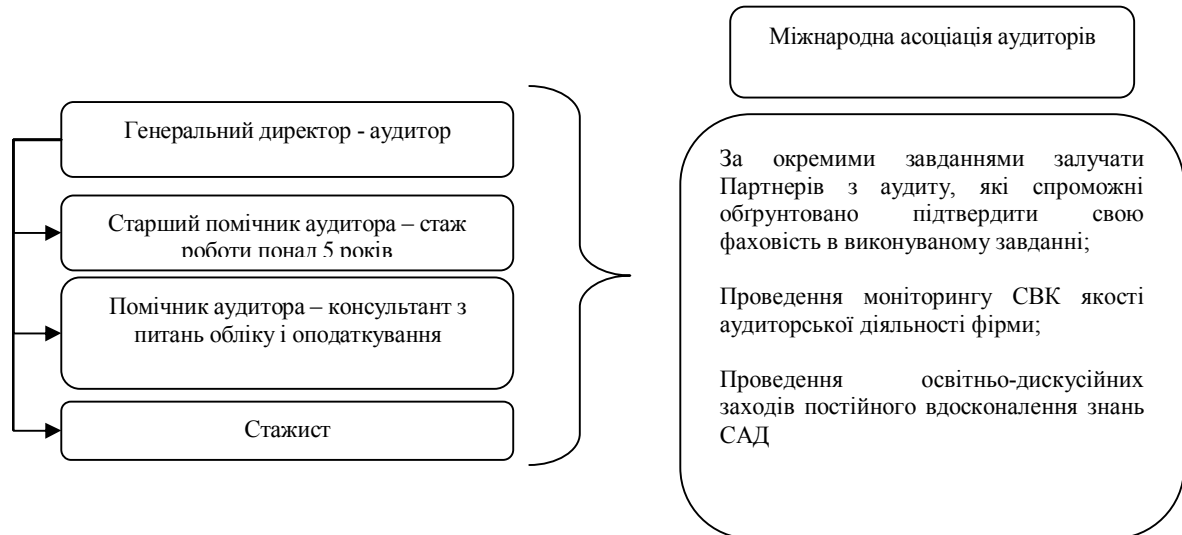 Міжнародна асоціація аудиторів
Генеральний директор - аудитор
Старший помічник аудитора – стаж
роботи понад 5 років
Помічник аудитора – консультант з
питань обліку і оподаткування
Стажист
За окремими завданнями залучати
Партнерів з аудиту, які спроможні
обґрунтовано підтвердити свою
фаховість в виконуваному завданні;
Проведення моніторингу СВК якості
аудиторської діяльності фірми;
Проведення освітньо-дискусійних
заходів постійного вдосконалення знань
САД